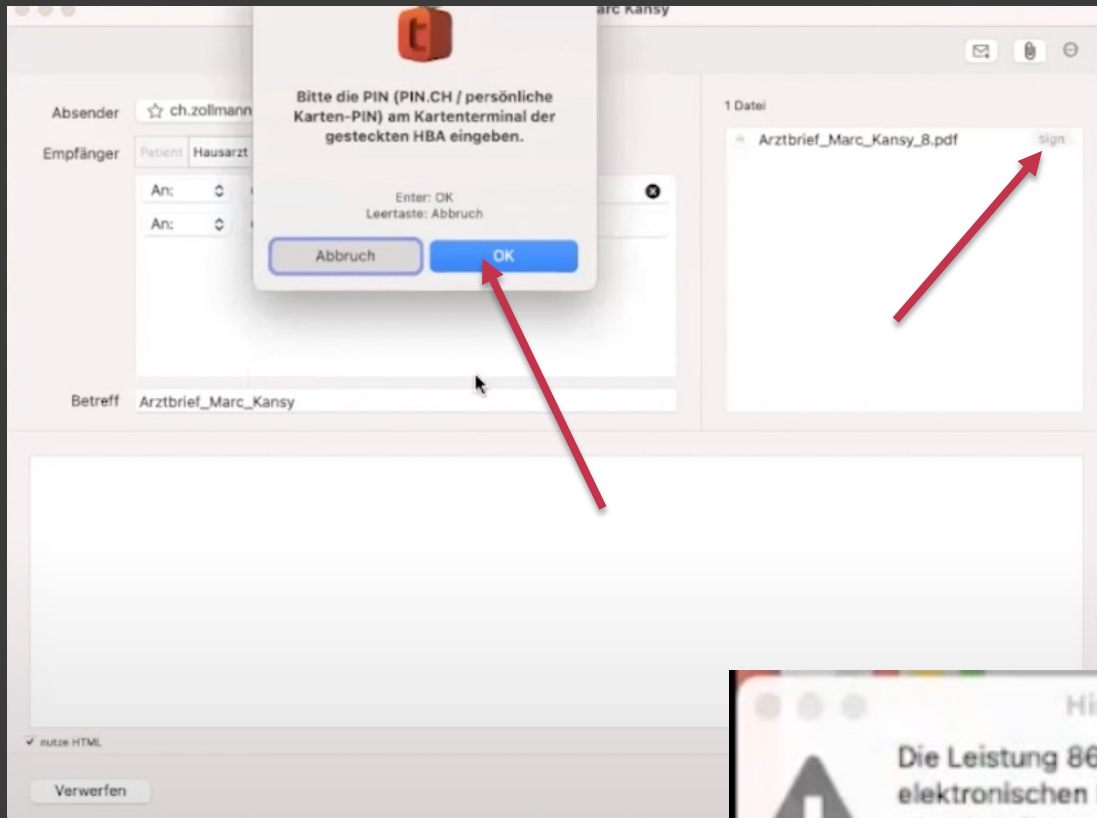 arc Kansy
t
Bitte die PIN (PIN.CH / persönliche
Karten-PIN) am Kartenterminal der
gesteckten HBA eingeben.
Enter: OK
Leertaste: Abbruch
Abbruch
OK
Absender
ch.zollmann
Empfänger
Patient
Hausarzt
An:
An:
Betreff
Arztbrief_Marc_Kansy
1 Datei
Arztbrief_Marc_Kansy_8.pdf
sign
nutze HTML
Verwerfen
Die Leistung 86
elektronischen